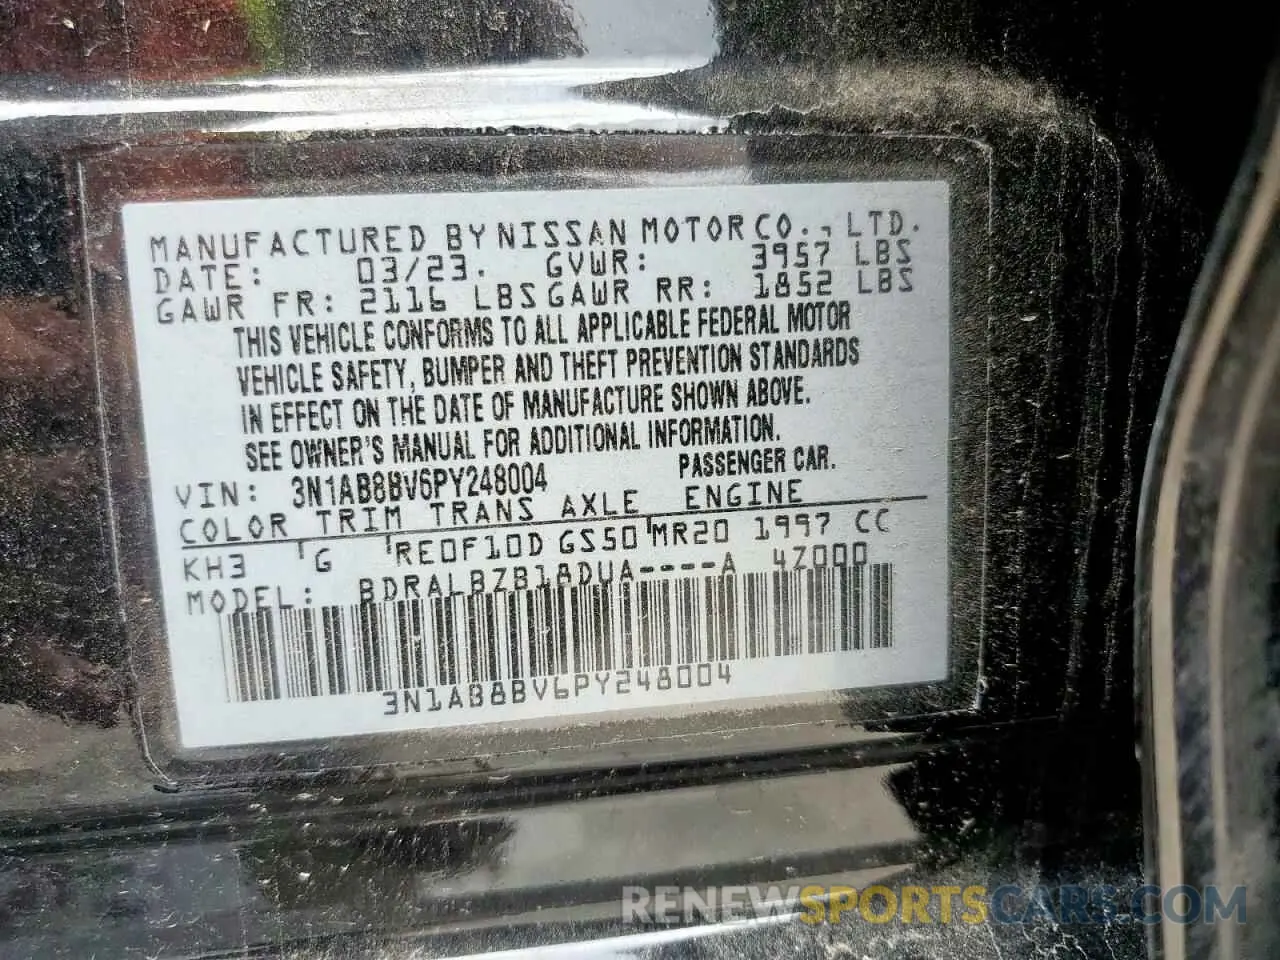 MANUFACTURED BY NISSAN MOTOR CO., LTD.
DATE: 03/23. GVWR: 3957 LBS
GAWR FR: 2116 LBS GAWR RR: 1852 LBS
THIS VEHICLE CONFORMS TO ALL APPLICABLE FEDERAL MOTOR
VEHICLE SAFETY, BUMPER AND THEFT PREVENTION STANDARDS
IN EFFECT ON THE DATE OF MANUFACTURE SHOWN ABOVE.
SEE OWNER'S MANUAL FOR ADDITIONAL INFORMATION.
VIN: 3N1AB8BV6PY248004 PASSENGER CAR.
COLOR TRIM TRANS AXLE ENGINE
KH3 G RE0F10D GS50 MR20 1997 CC
MODEL: BDRALBZB18DUA----A 4Z000
3N1AB8BV6PY248004
RENEWSPORTSCARS.COM